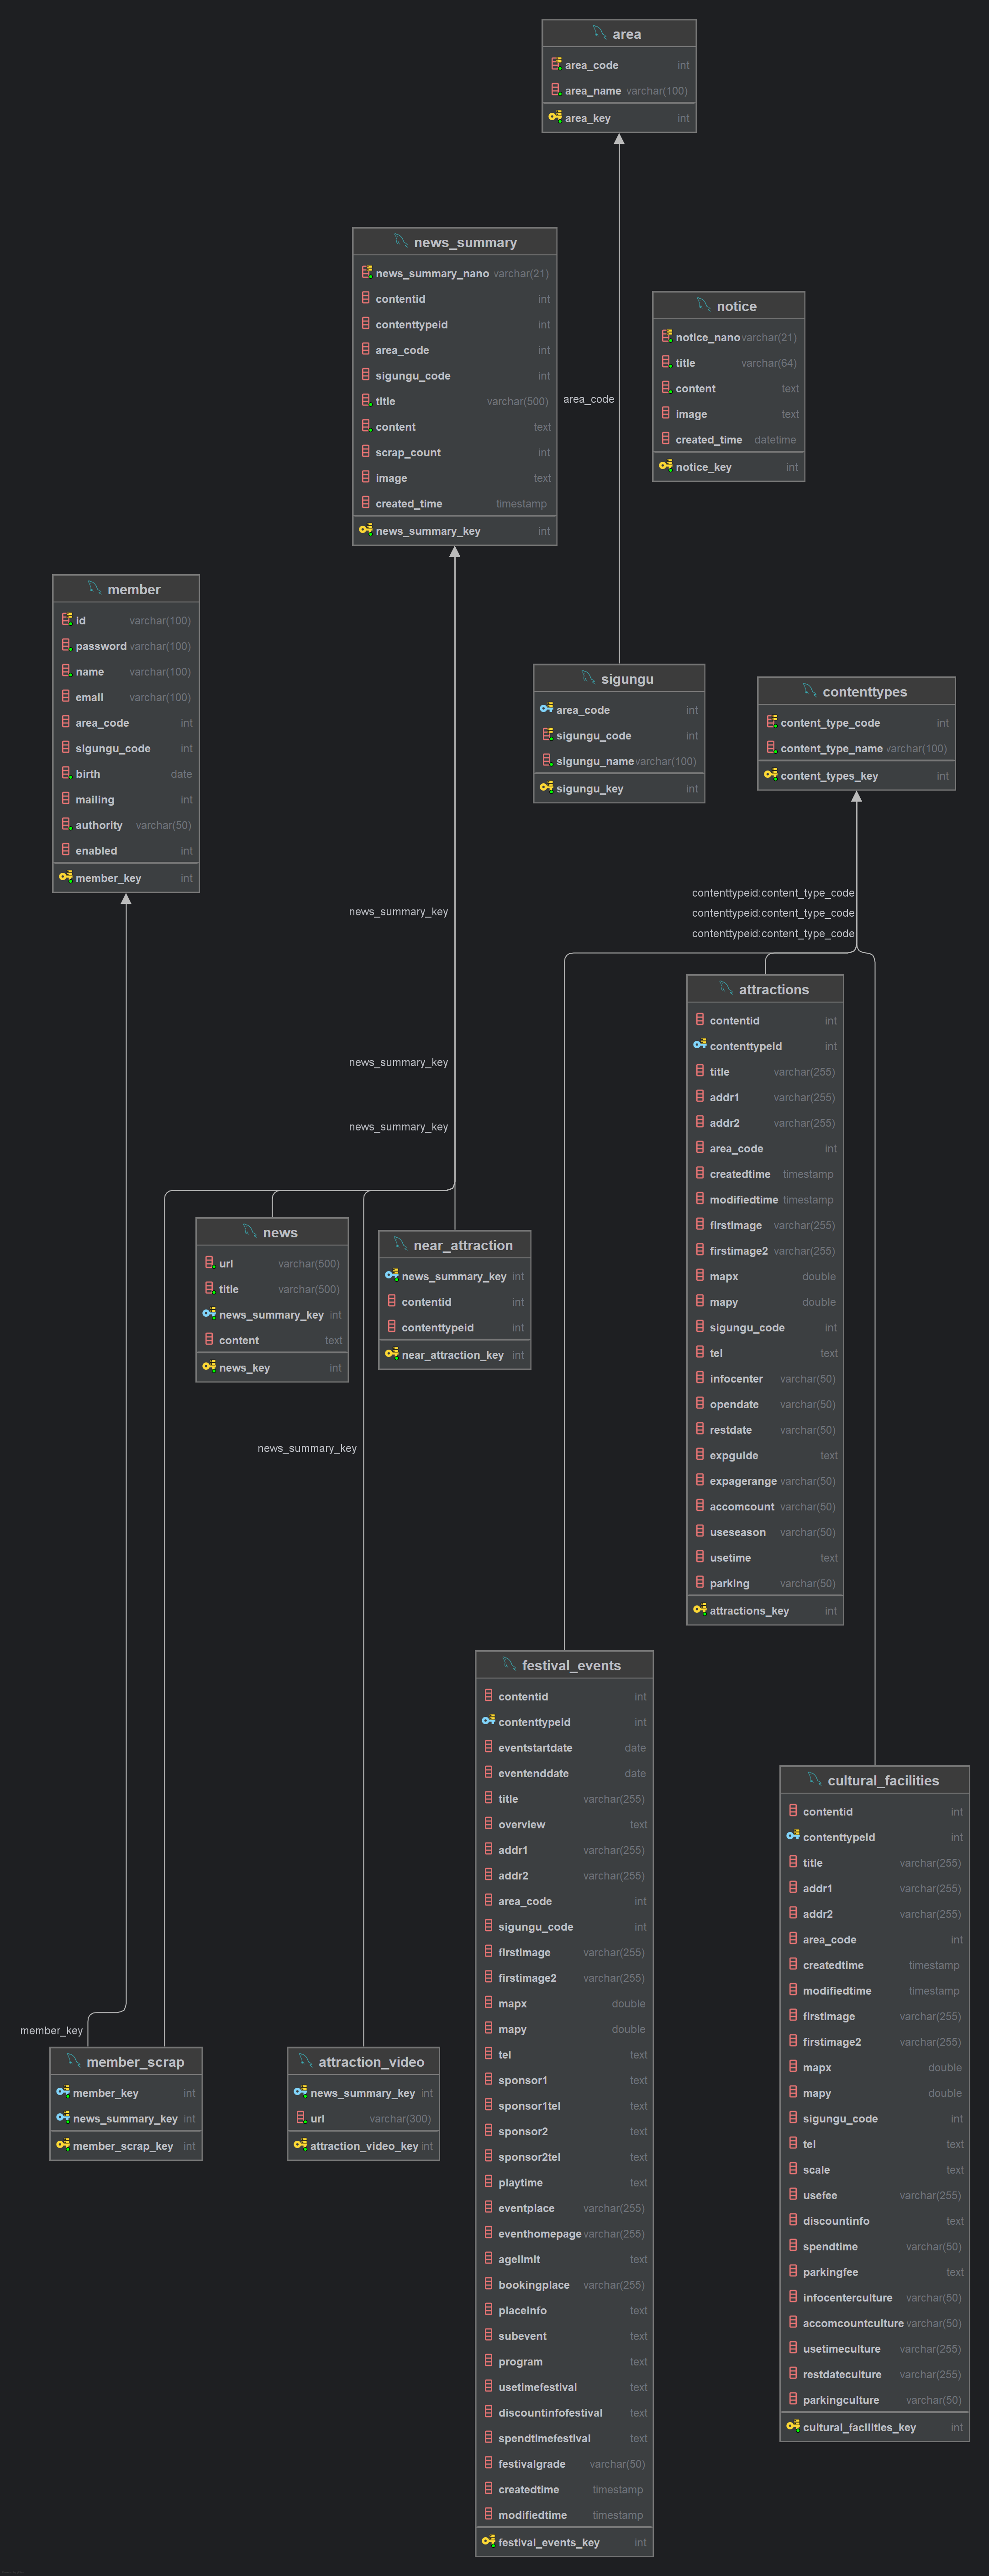 area
area_code int
area_name varchar(100)
area_key int
news_summary
news_summary_nano varchar(21)
contentid int
contenttypeid int
area_code int
sigungu_code int
title varchar(500)
content text
scrap_count int
image text
created_time timestamp
news_summary_key int
notice
notice_nano varchar(21)
title varchar(64)
content text
image text
created_time datetime
notice_key int
area_code
member
id varchar(100)
password varchar(100)
name varchar(100)
email varchar(100)
area_code int
sigungu_code int
birth date
mailing int
authority varchar(50)
enabled int
member_key int
sigungu
area_code int
sigungu_code int
sigungu_name varchar(100)
sigungu_key int
contenttypes
content_type_code int
content_type_name varchar(100)
content_types_key int
contenttypeid:content_type_code
contenttypeid:content_type_code
contenttypeid:content_type_code
news_summary_key
news_summary_key
news_summary_key
attractions
contentid int
contenttypeid int
title varchar(255)
addr1 varchar(255)
addr2 varchar(255)
area_code int
createdtime timestamp
modifiedtime timestamp
firstimage varchar(255)
firstimage2 varchar(255)
mapx double
mapy double
sigungu_code int
tel text
infocenter varchar(50)
opendate varchar(50)
restdate varchar(50)
expguide text
expagerange varchar(50)
accomcount varchar(50)
useseason varchar(50)
usetime text
parking varchar(50)
attractions_key int
news
url varchar(500)
title varchar(500)
news_summary_key int
content text
news_key int
near_attraction
news_summary_key int
contentid int
contenttypeid int
near_attraction_key int
news_summary_key
festival_events
contentid int
contenttypeid int
eventstartdate date
eventenddate date
title varchar(255)
overview text
addr1 varchar(255)
addr2 varchar(255)
area_code int
sigungu_code int
firstimage varchar(255)
firstimage2 varchar(255)
mapx double
mapy double
tel text
sponsor1 text
sponsor1tel text
sponsor2 text
sponsor2tel text
playtime text
eventplace varchar(255)
eventhomepage varchar(255)
agelimit text
bookingplace varchar(255)
placeinfo text
subevent text
program text
usetimefestival text
discountinfofestival text
spendtimefestival text
festivalgrade varchar(50)
createdtime timestamp
modifiedtime timestamp
festival_events_key int
cultural_facilities
contentid int
contenttypeid int
title varchar(255)
addr1 varchar(255)
addr2 varchar(255)
area_code int
createdtime timestamp
modifiedtime timestamp
firstimage varchar(255)
firstimage2 varchar(255)
mapx double
mapy double
sigungu_code int
tel text
scale text
usefee varchar(255)
discountinfo text
spendtime varchar(50)
parkingfee text
infocenterculture varchar(50)
accomcountculture varchar(50)
usetimeculture varchar(255)
restdateculture varchar(255)
parkingculture varchar(50)
cultural_facilities_key int
member_key
member_scrap
member_key int
news_summary_key int
member_scrap_key int
attraction_video
news_summary_key int
url varchar(300)
attraction_video_key int